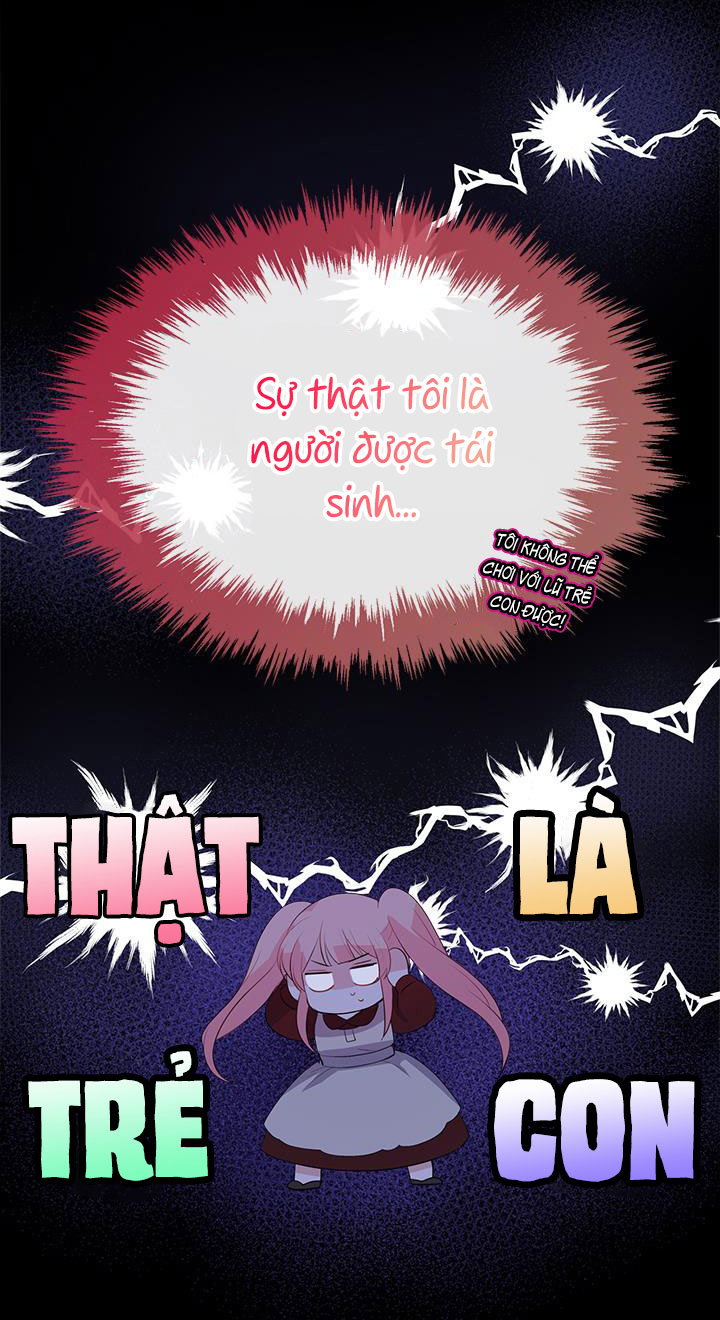 Sự thật tôi là
người được tái
sinh...
TÔI KHÔNG THỂ
CHƠI VỚI LŨ TRẺ
CON ĐƯỢC!
THẬT LÀ
TRẺ CON